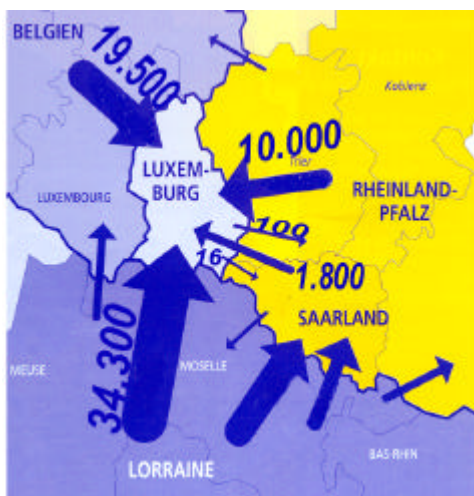 BELGIEN
19.500
Koblenz
10.000
Trier
LUXEM-
BURG
RHEINLAND-
PFALZ
LUXEMBOURG
100
16
1.800
SAARLAND
34.300
MEUSE
MOSELLE
BAS-RHIN
LORRAINE